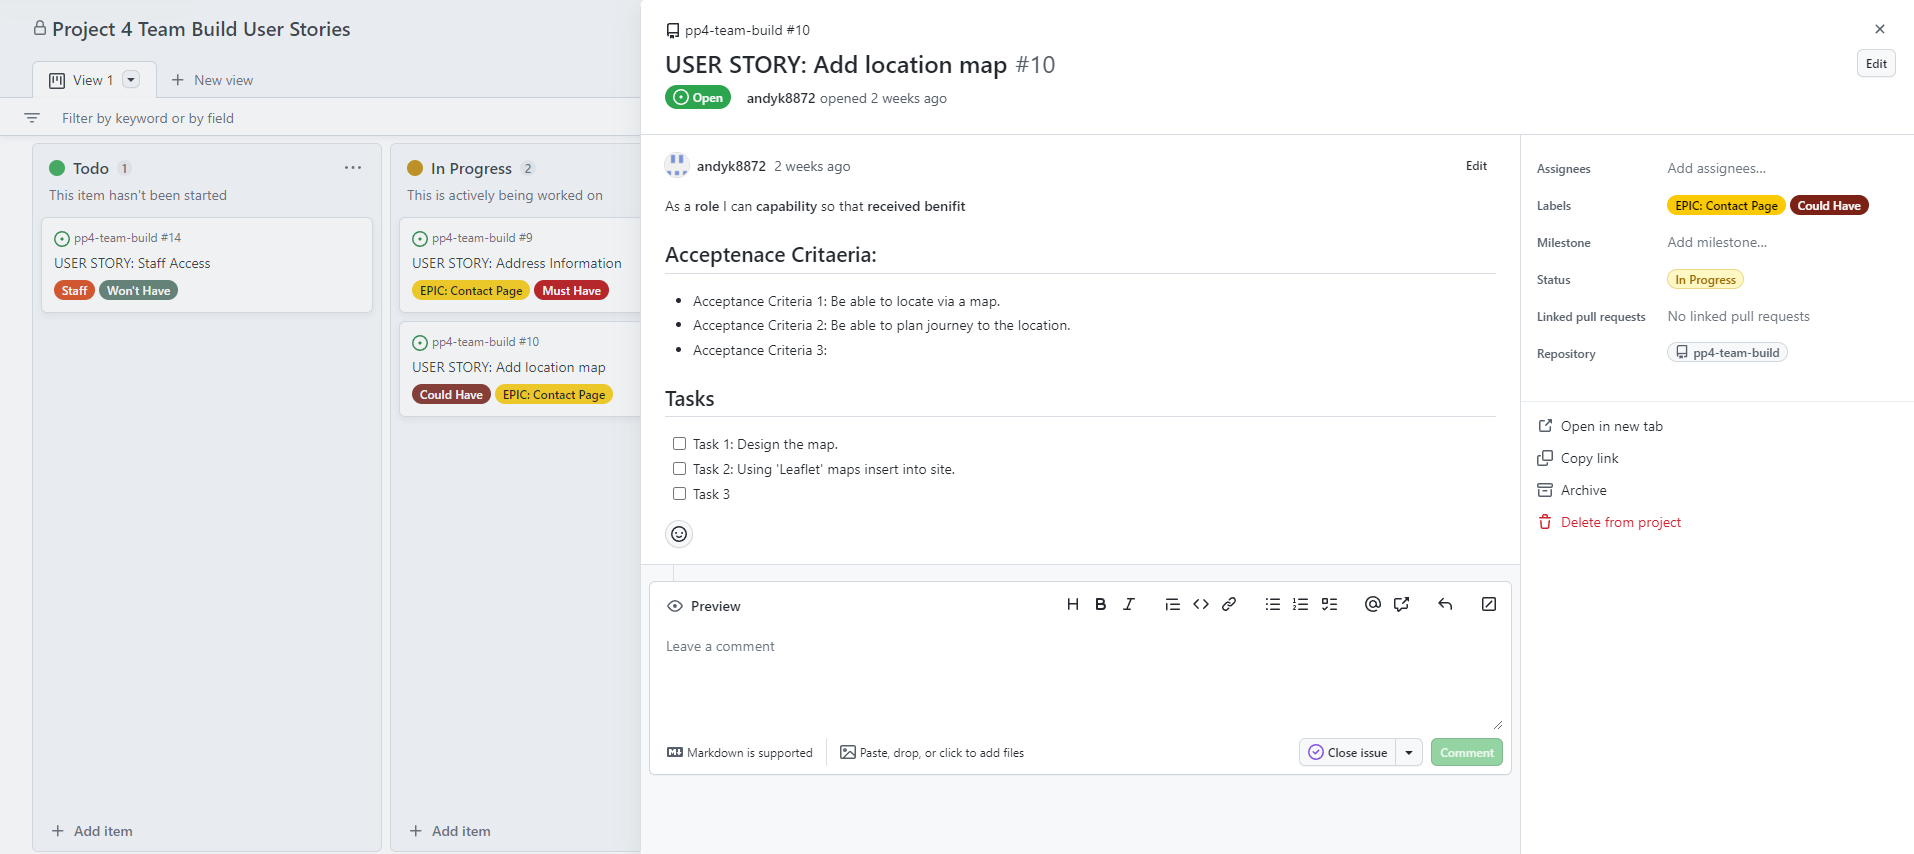 Project 4 Team Build User Stories
View 1
New view
Filter by keyword or by field
Todo 1
This item hasn't been started
pp4-team-build #14
USER STORY: Staff Access
Staff Won't Have
Add item
In Progress 2
This is actively being worked on
pp4-team-build #9
USER STORY: Address Information
EPIC: Contact Page Must Have
pp4-team-build #10
USER STORY: Add location map
Could Have EPIC: Contact Page
Add item
pp4-team-build #10
USER STORY: Add location map #10
Edit
Open andyk8872 opened 2 weeks ago
andyk8872 2 weeks ago Edit
As a role I can capability so that received benifit
Acceptenace Critaeria:
Acceptance Criteria 1: Be able to locate via a map.
Acceptance Criteria 2: Be able to plan journey to the location.
Acceptance Criteria 3:
Tasks
Task 1: Design the map.
Task 2: Using 'Leaflet' maps insert into site.
Task 3
Preview
Leave a comment
Markdown is supported
Paste, drop, or click to add files
Close issue
Comment
Assignees Add assignees...
Labels EPIC: Contact Page Could Have
Milestone Add milestone...
Status In Progress
Linked pull requests No linked pull requests
Repository pp4-team-build
Open in new tab
Copy link
Archive
Delete from project